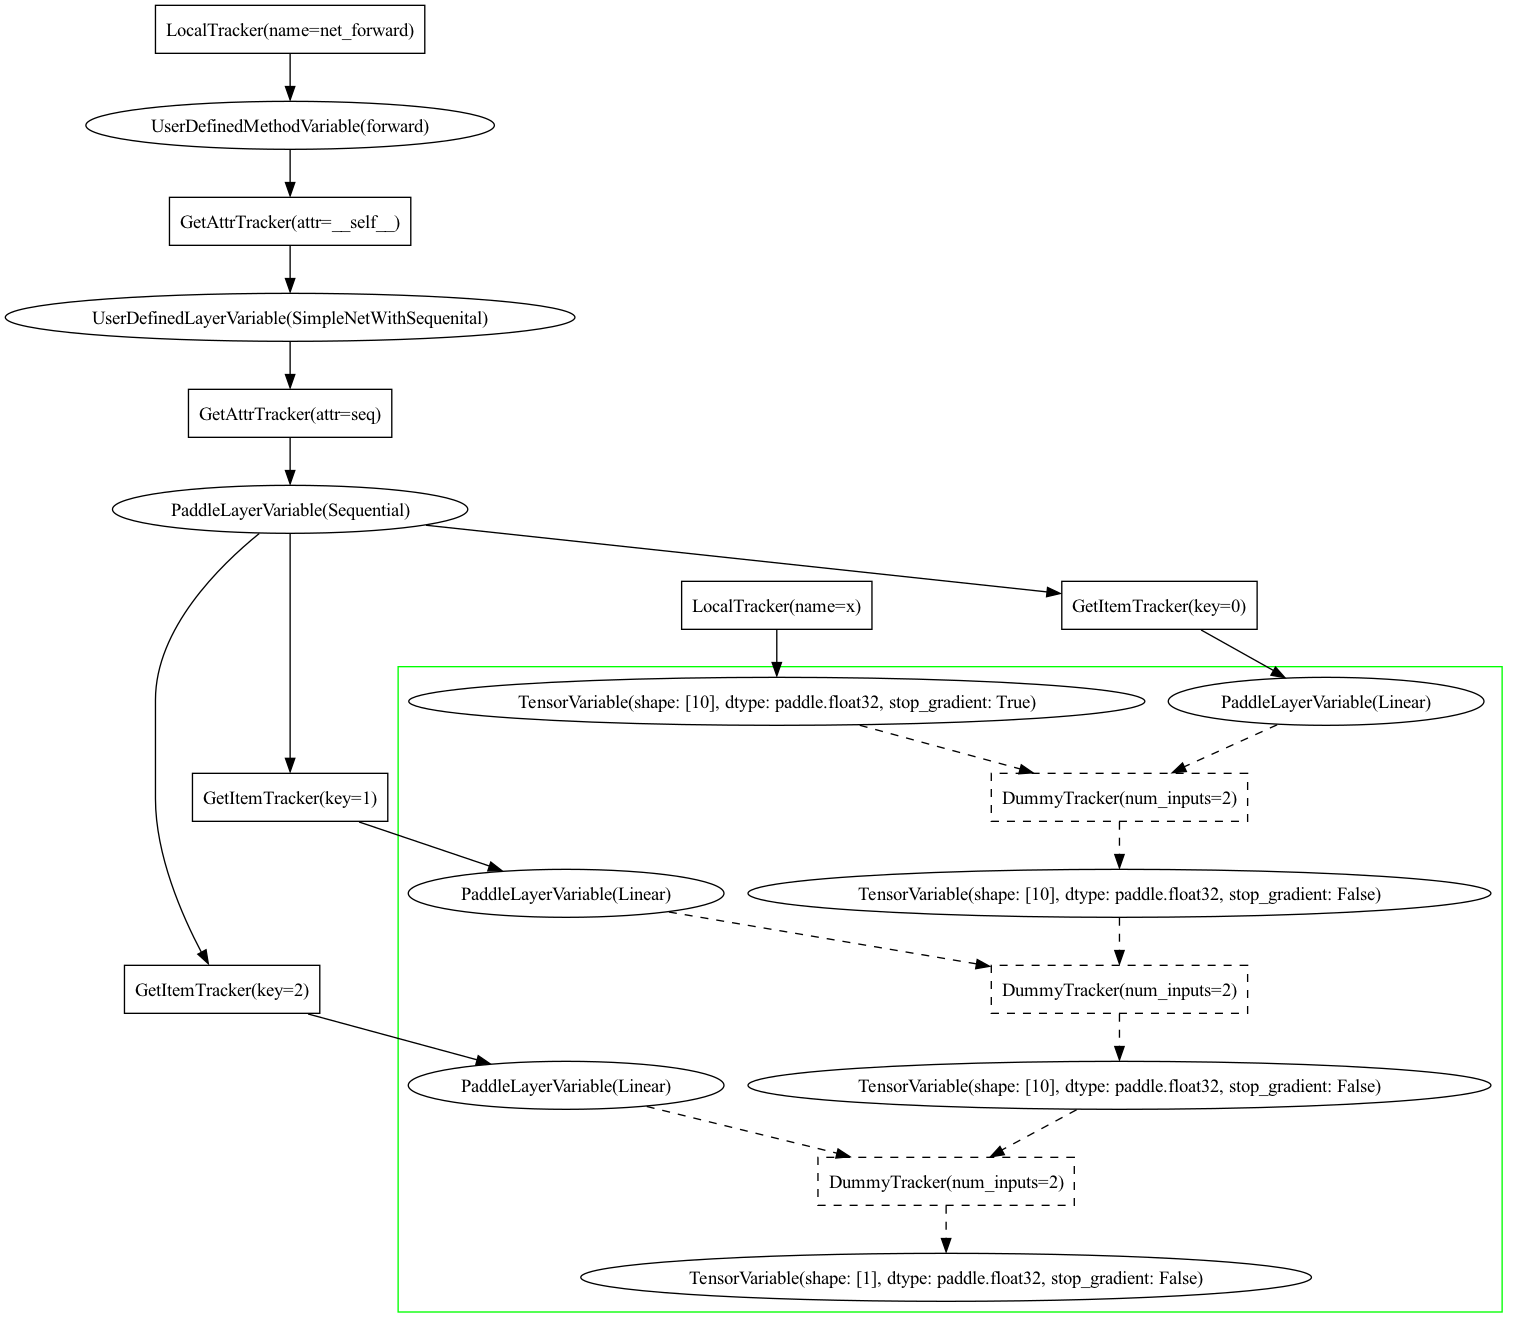 LocalTracker(name=net_forward)
UserDefinedMethodVariable(forward)
GetAttrTracker(attr=__self__)
UserDefinedLayerVariable(SimpleNetWithSequenital)
GetAttrTracker(attr=seq)
PaddleLayerVariable(Sequential)
LocalTracker(name=x)
GetItemTracker(key=0)
TensorVariable(shape: [10], dtype: paddle.float32, stop_gradient: True)
PaddleLayerVariable(Linear)
GetItemTracker(key=1)
DummyTracker(num_inputs=2)
PaddleLayerVariable(Linear)
TensorVariable(shape: [10], dtype: paddle.float32, stop_gradient: False)
GetItemTracker(key=2)
DummyTracker(num_inputs=2)
PaddleLayerVariable(Linear)
TensorVariable(shape: [10], dtype: paddle.float32, stop_gradient: False)
DummyTracker(num_inputs=2)
TensorVariable(shape: [1], dtype: paddle.float32, stop_gradient: False)